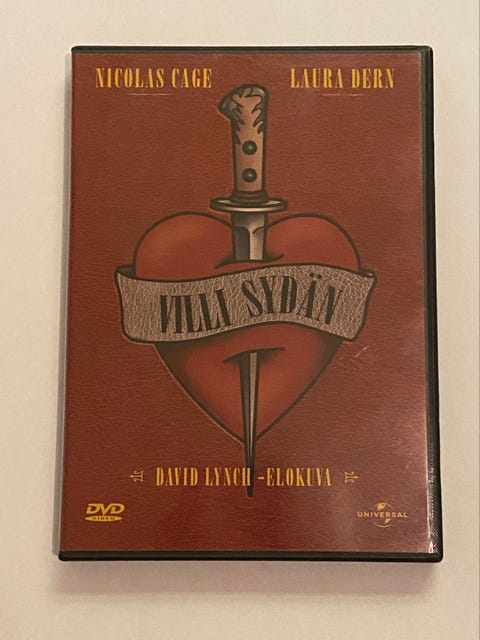 NICOLAS CAGE LAURA DERN
VILLI SYDÄN
DAVID LYNCH -ELOKUVA
DVD
VIDEO
UNIVERSAL